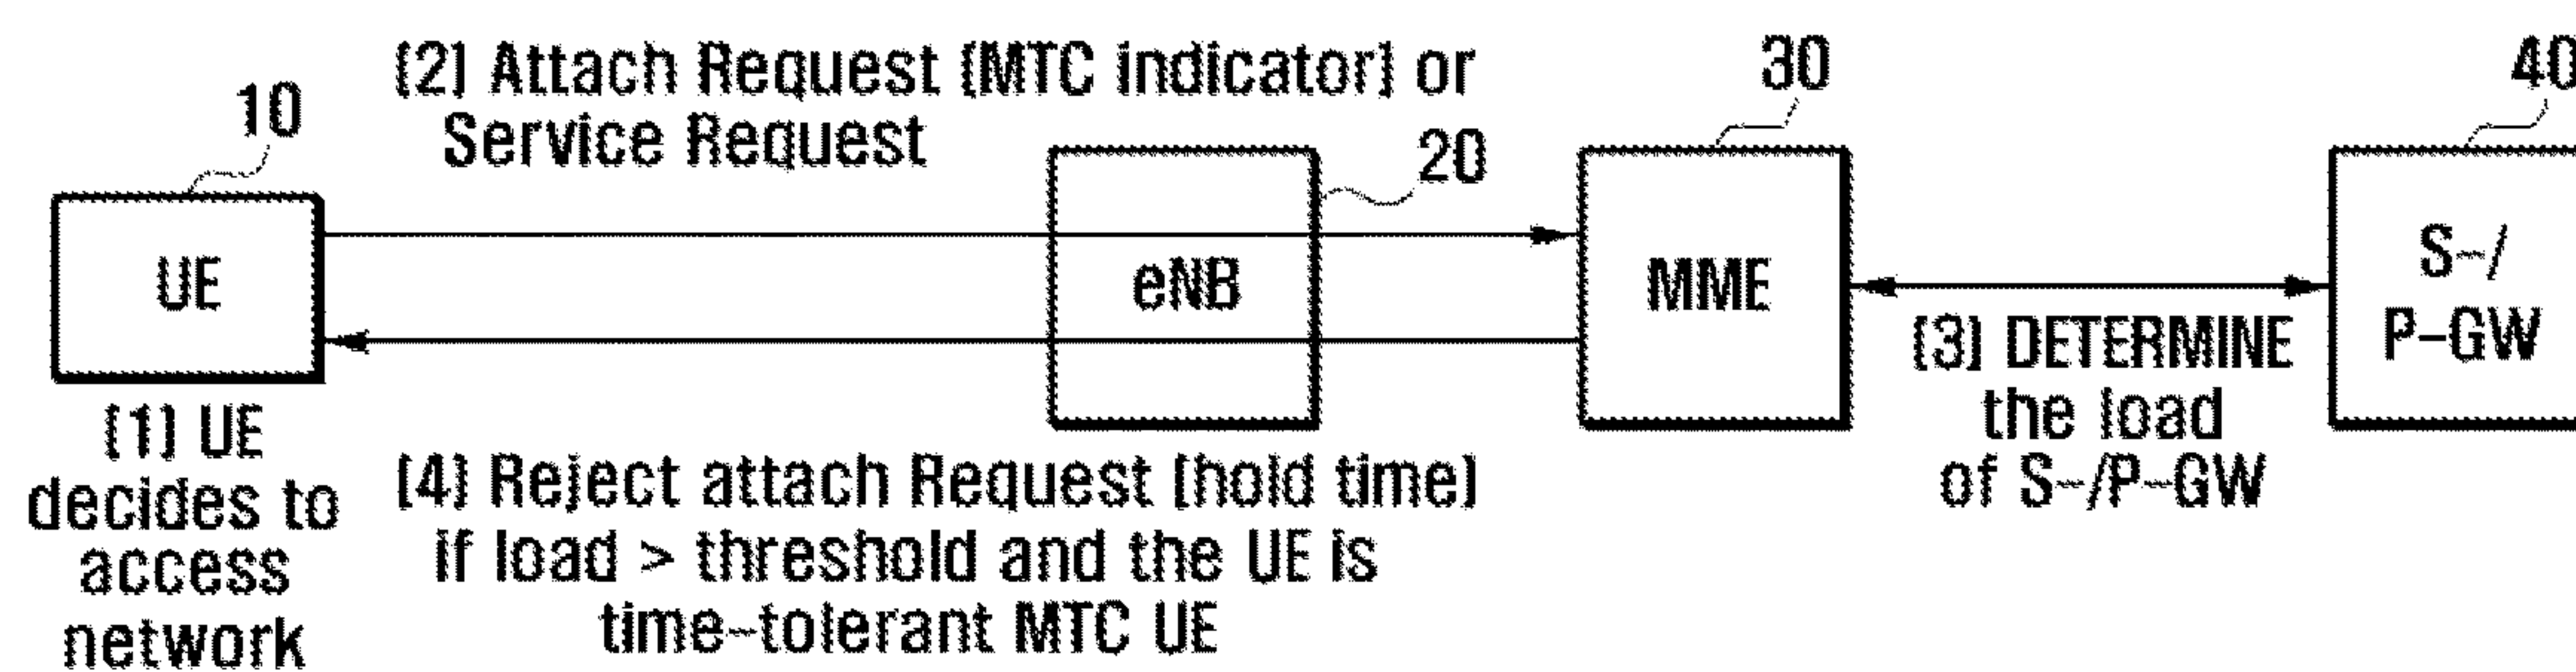 (2) Attach Request (MTC indicator) or
Service Request
10
20
30
40
UE
eNB
MME
S-/
P-GW
(1) UE
decides to
access
network
(3) DETERMINE
the load
of S-/P-GW
(4) Reject attach Request (hold time)
if load > threshold and the UE is
time-tolerant MTC UE